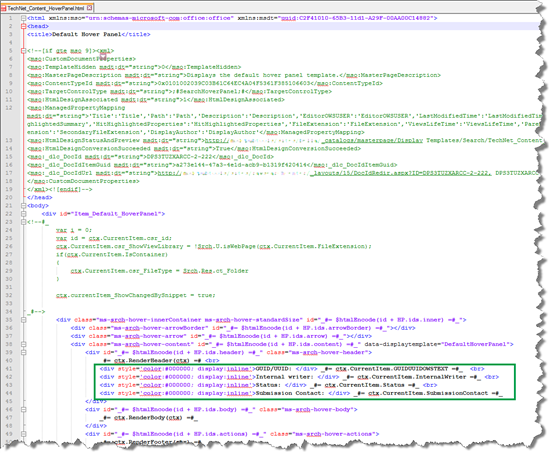 TechNet_Content_HoverPanel.html
1 <html xmlns:mso="urn:schemas-microsoft-com:office:office" xmlns:msdt="uuid:C2F41010-65B3-11d1-A29F-00AA00C14882">
2 <head>
3 <title>Default Hover Panel</title>
4
5 <!--[if gte mso 9]><xml>
6 <mso:CustomDocumentProperties>
7 <mso:TemplateHidden msdt:dt="string">0</mso:TemplateHidden>
8 <mso:MasterPageDescription msdt:dt="string">Displays the default hover panel template.</mso:MasterPageDescription>
9 <mso:ContentTypeId msdt:dt="string">
10 <mso:TargetControlType msdt:dt="string">;#SearchHoverPanel;#</mso:TargetControlType>
11 <mso:HtmlDesignAssociated msdt:dt="string">1</mso:HtmlDesignAssociated>
12 <mso:ManagedPropertyMapping
msdt:dt="string">'Title':'Title','Path':'Path','Description':'Description','EditorOWSUSER':'EditorOWSUSER','LastModifiedTime':'LastModifiedTim
ghlightedSummary','HitHighlightedProperties':'HitHighlightedProperties','FileExtension':'FileExtension','ViewsLifeTime':'ViewsLifeTime','Pare
ension':'SecondaryFileExtension','DisplayAuthor':'DisplayAuthor'</mso:ManagedPropertyMapping>
13 <mso:HtmlDesignStatusAndPreview msdt:dt="string">http:/ _catalogs/masterpage/Display Templates/Search/TechNet_Conten
14 <mso:HtmlDesignConversionSucceeded msdt:dt="string">True</mso:HtmlDesignConversionSucceeded>
15 <mso:_dlc_DocId msdt:dt="string">DPS3TUZXARCC-2-222</mso:_dlc_DocId>
16 <mso:_dlc_DocIdItemGuid msdt:dt="string"></mso:_dlc_DocIdItemGuid>
17 <mso:_dlc_DocIdUrl msdt:dt="string">http: _layouts/15/DocIdRedir.aspx?ID=DPS3TUZXARCC-2-222, DPS3TUZXARCC
18 </mso:CustomDocumentProperties>
19 </xml><![endif]-->
20 </head>
21 <body>
22 <div id="Item_Default_HoverPanel">
23 <!--#_
24 var i = 0;
25 var id = ctx.CurrentItem.csr_id;
26 ctx.CurrentItem.csr_ShowViewLibrary = !Srch.U.isWebPage(ctx.CurrentItem.FileExtension);
27 if(ctx.CurrentItem.IsContainer)
28 {
29 ctx.CurrentItem.csr_FileType = Srch.Res.ct_Folder
30 }
31
32 ctx.currentItem_ShowChangedBySnippet = true;
33
34 _#-->
35 <div class="ms-srch-hover-innerContainer ms-srch-hover-standardSize" id="_#= $htmlEncode(id + HP.ids.inner) =#_">
36 <div class="ms-srch-hover-arrowBorder" id="_#= $htmlEncode(id + HP.ids.arrowBorder) =#_"></div>
37 <div class="ms-srch-hover-arrow" id="_#= $htmlEncode(id + HP.ids.arrow) =#_"></div>
38 <div class="ms-srch-hover-content" id="_#= $htmlEncode(id + HP.ids.content) =#_" data-displaytemplate="DefaultHoverPanel">
39 <div id="_#= $htmlEncode(id + HP.ids.header) =#_" class="ms-srch-hover-header">
40 _#= ctx.RenderHeader(ctx) =#_ <br>
41 <div style='color:#000000; display:inline'>GUID/UUID: </div> _#= ctx.CurrentItem.GUIDUUIDOWSTEXT =#_ <br>
42 <div style='color:#000000; display:inline'>Internal writer: </div> _#= ctx.CurrentItem.InternalWriter =#_ <br>
43 <div style='color:#000000; display:inline'>Status: </div> _#= ctx.CurrentItem.Status =#_ <br>
44 <div style='color:#000000; display:inline'>Submission Contact: </div> _#= ctx.CurrentItem.SubmissionContact =#_
45 </div>
46 <div id="_#= $htmlEncode(id + HP.ids.body) =#_" class="ms-srch-hover-body">
47 _#= ctx.RenderBody(ctx) =#_
48 </div>
49 <div id="_#= $htmlEncode(id + HP.ids.actions) =#_" class="ms-srch-hover-actions">
50 _#= ctx.RenderFooter(ctx) =#_